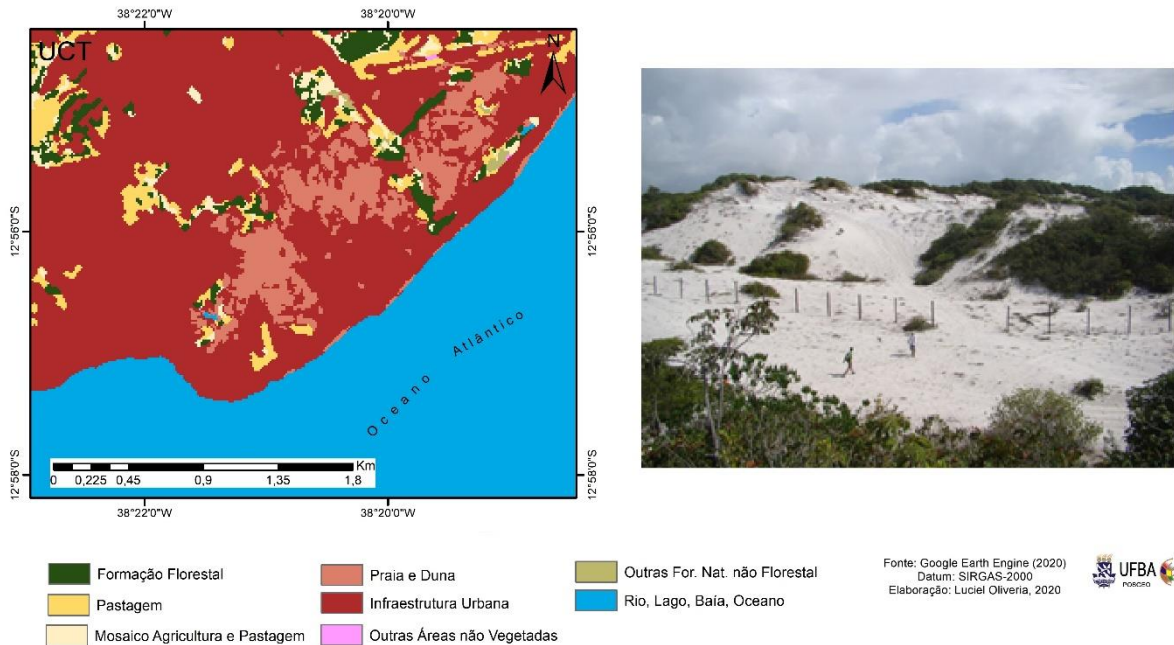 38°22'0"W
38°20'0"W
UCT
N
12°56'0"S
12°56'0"S
Oceano Atlântico
Km
0 0,225 0,45 0,9 1,35 1,8
12°58'0"S
12°58'0"S
38°22'0"W
38°20'0"W
Formação Florestal
Pastagem
Mosaico Agricultura e Pastagem
Praia e Duna
Infraestrutura Urbana
Outras Áreas não Vegetadas
Outras For. Nat. não Florestal
Rio, Lago, Baía, Oceano
Fonte: Google Earth Engine (2020)
Datum: SIRGAS-2000
Elaboração: Luciel Oliveria, 2020
UFBA
POSGEO